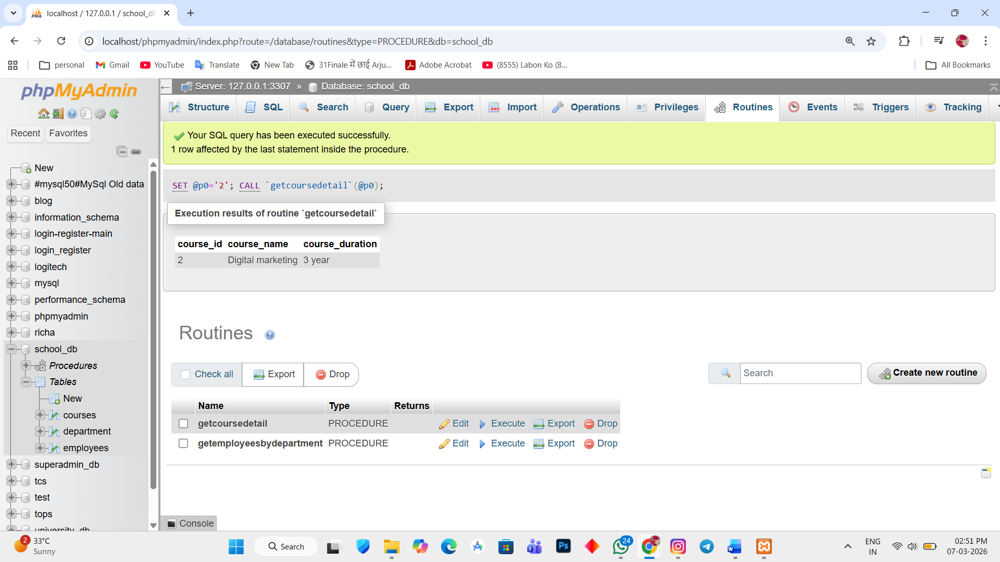 localhost / 127.0.0.1 / school_db
localhost/phpmyadmin/index.php?route=/database/routines&type=PROCEDURE&db=school_db
personal
Gmail
YouTube
Translate
New Tab
31Finale में छाई Arju...
Adobe Acrobat
(8555) Labon Ko (8...
All Bookmarks
phpMyAdmin
Recent
Favorites
New
#mysql50#MySql Old data
blog
information_schema
login-register-main
login_register
logitech
mysql
performance_schema
phpmyadmin
richa
school_db
Procedures
Tables
New
courses
department
employees
superadmin_db
tcs
test
tops
university_db
Server: 127.0.0.1:3307 » Database: school_db
Structure
SQL
Search
Query
Export
Import
Operations
Privileges
Routines
Events
Triggers
Tracking
Your SQL query has been executed successfully.
1 row affected by the last statement inside the procedure.
SET @p0='2'; CALL `getcoursedetail`(@p0);
Execution results of routine `getcoursedetail`
course_id course_name course_duration
2 Digital marketing 3 year
Routines
Check all
Export
Drop
Search
Create new routine
Name Type Returns
getcoursedetail PROCEDURE Edit Execute Export Drop
getemployeesbydepartment PROCEDURE Edit Execute Export Drop
Console
2
33°C
Sunny
Search
Ps
24
ENG
IN
02:51 PM
07-03-2026